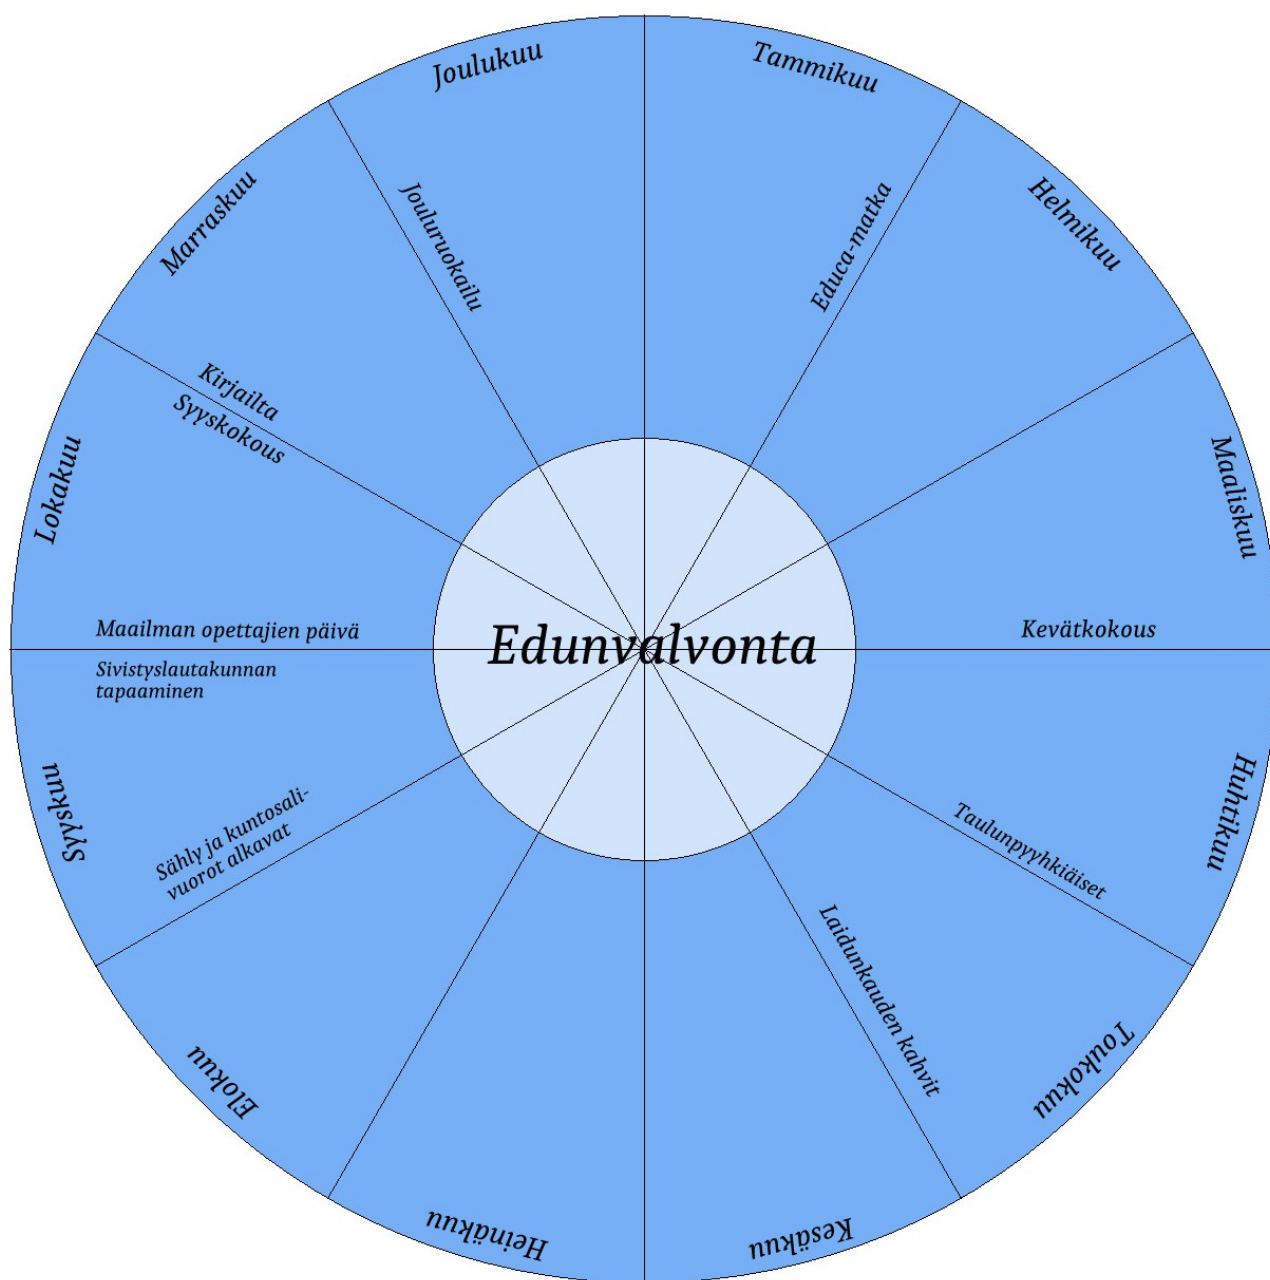 Tammikuu
Educa-matka
Helmikuu
Maaliskuu
Kevätkokous
Huhtikuu
Taulunpyyhkiäiset
Toukokuu
Laidunkauden kahvit
Kesäkuu
Heinäkuu
Elokuu
Syyskuu
Sähly ja kuntosali-
vuorot alkavat
Sivistyslautakunnan
tapaaminen
Lokakuu
Maailman opettajien päivä
Syyskokous
Marraskuu
Kirjailta
Joulukuu
Jouluruokailu
Edunvalvonta